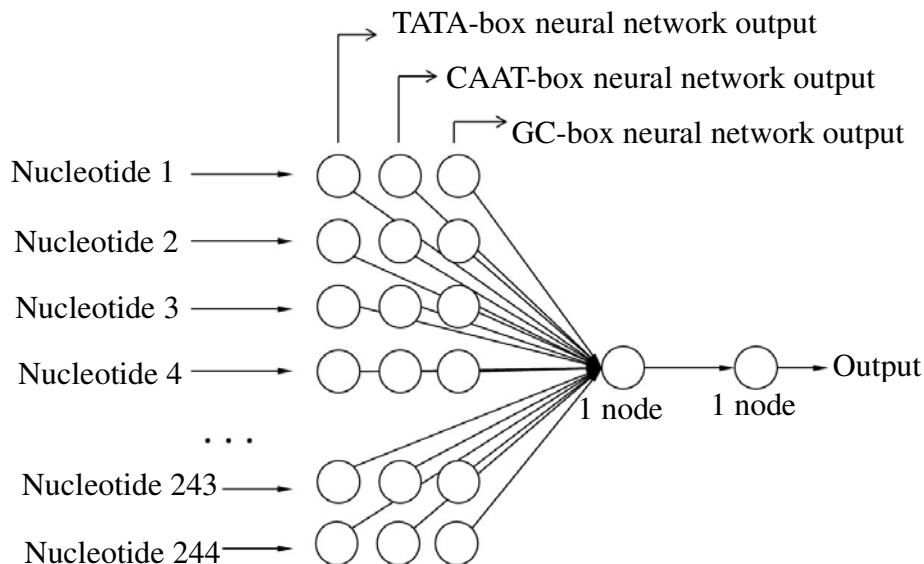 TATA-box neural network output
CAAT-box neural network output
GC-box neural network output
Nucleotide 1
Nucleotide 2
Nucleotide 3
Nucleotide 4
Output
1 node
1 node
. . .
Nucleotide 243
Nucleotide 244